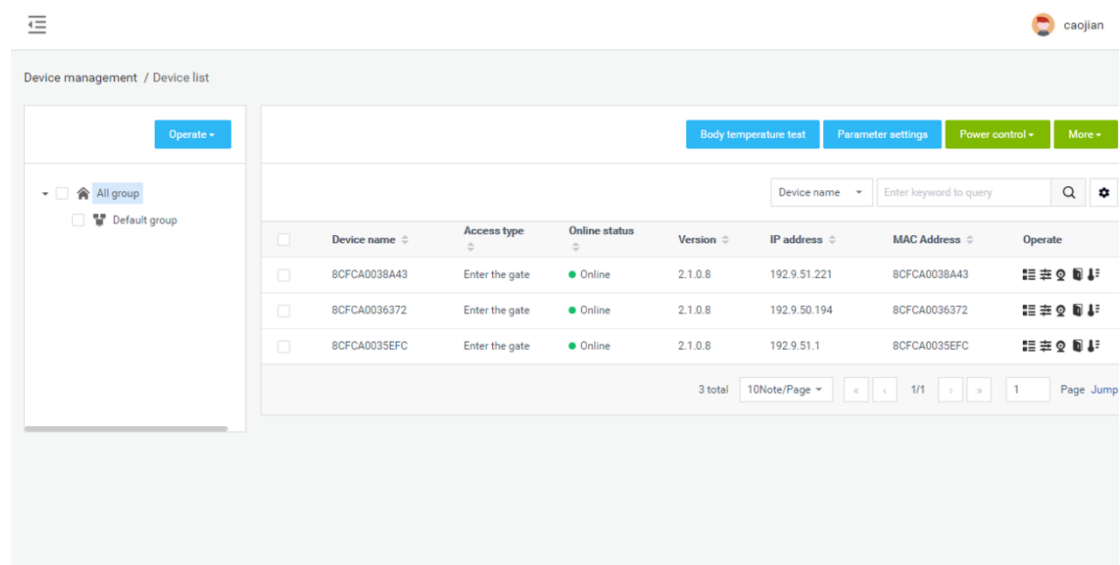 caojian
Device management / Device list
Operate
All group
Default group
Body temperature test Parameter settings Power control More
Device name Enter keyword to query
Device name Access type Online status Version IP address MAC Address Operate
8CFCA0038A43 Enter the gate Online 2.1.0.8 192.9.51.221 8CFCA0038A43
8CFCA0036372 Enter the gate Online 2.1.0.8 192.9.50.194 8CFCA0036372
8CFCA0035EFC Enter the gate Online 2.1.0.8 192.9.51.1 8CFCA0035EFC
3 total 10Note/Page « ‹ 1/1 › » 1 Page Jump